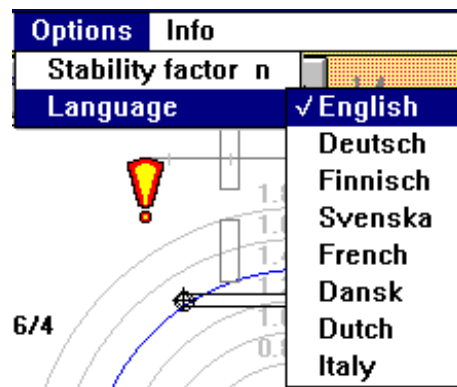 Options Info
Stability factor n
Language
√ English
Deutsch
Finnisch
Svenska
French
Dansk
Dutch
Italy
6/4